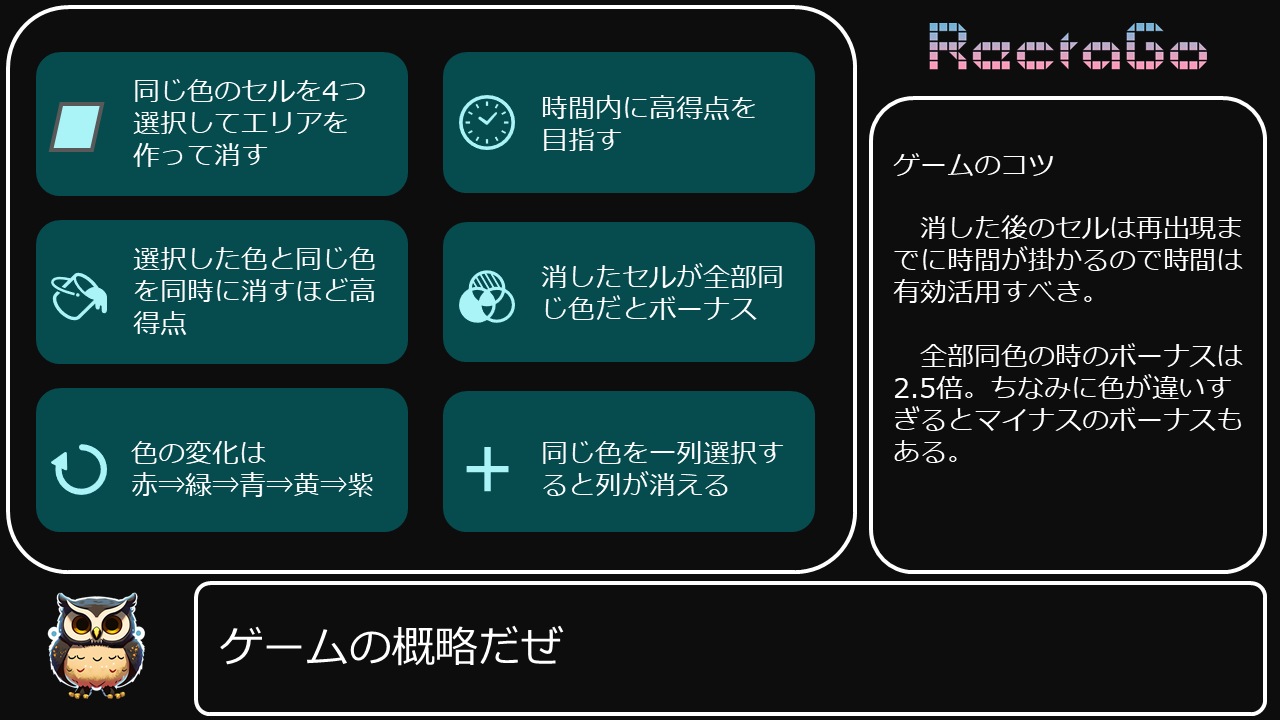 RectaGo
同じ色のセルを4つ
選択してエリアを
作って消す
時間内に高得点を
目指す
選択した色と同じ色
を同時に消すほど高
得点
消したセルが全部同
じ色だとボーナス
色の変化は
赤⇒緑⇒青⇒黄⇒紫
同じ色を一列選択す
ると列が消える
ゲームのコツ
　消した後のセルは再出現ま
でに時間が掛かるので時間は
有効活用すべき。
　全部同色の時のボーナスは
2.5倍。ちなみに色が違いす
ぎるとマイナスのボーナスも
ある。
ゲームの概略だぜ